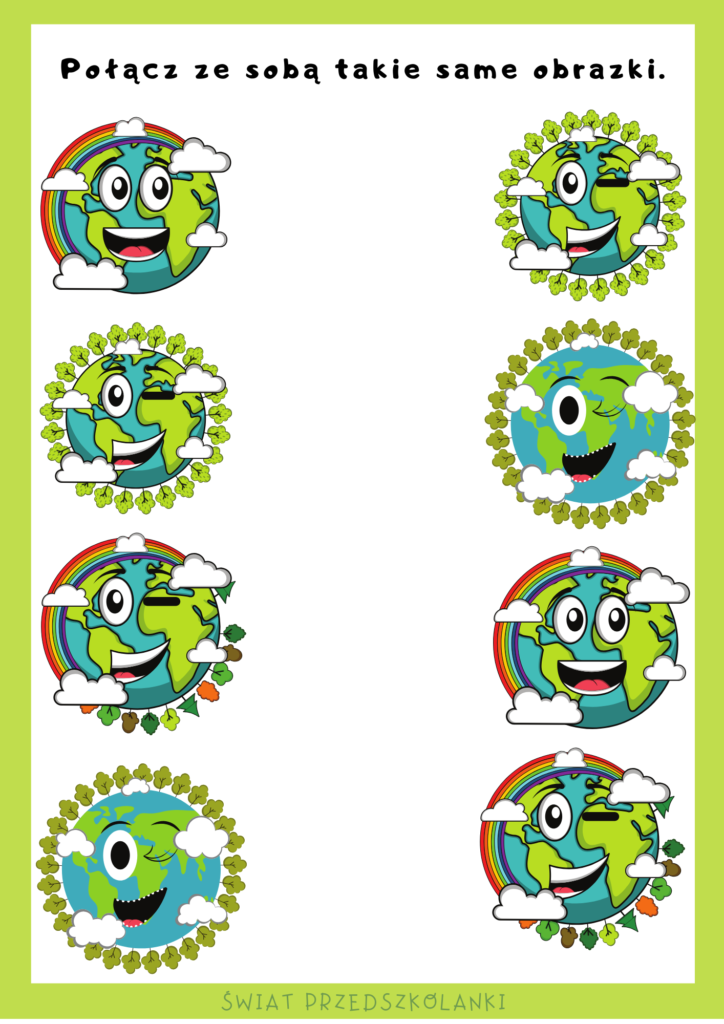 Połącz ze sobą takie same obrazki.
ŚWIAT PRZEDSZKOLANKI